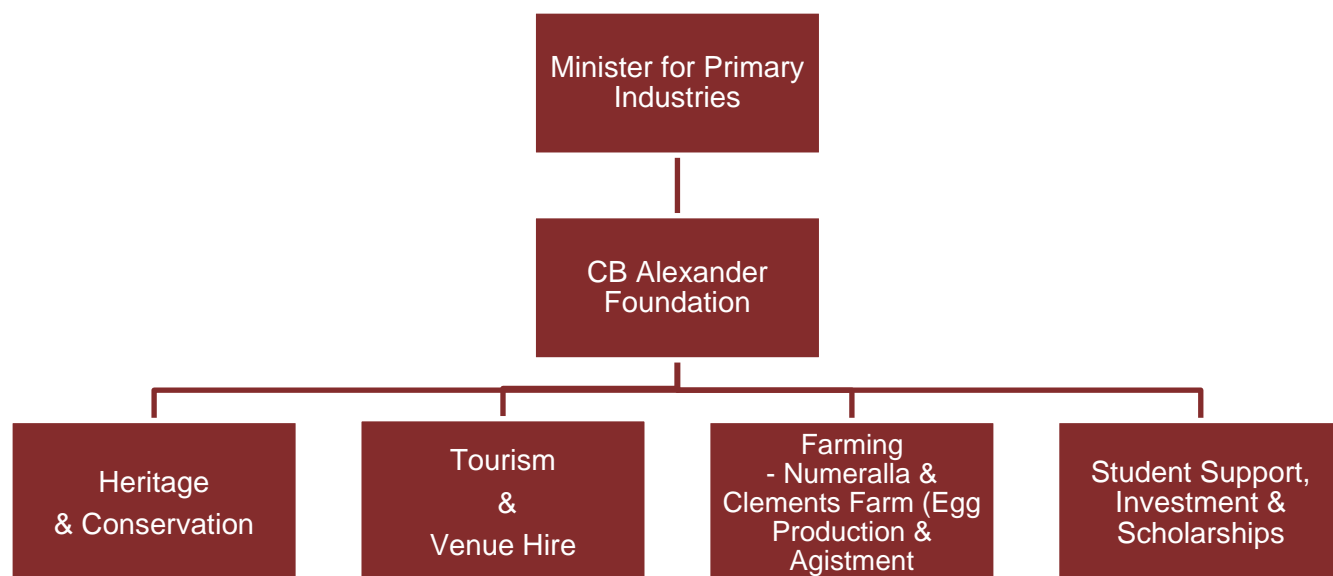 Minister for Primary
Industries
CB Alexander
Foundation
Heritage
& Conservation
Tourism
&
Venue Hire
Farming
- Numeralla &
Clements Farm (Egg
Production &
Agistment
Student Support,
Investment &
Scholarships